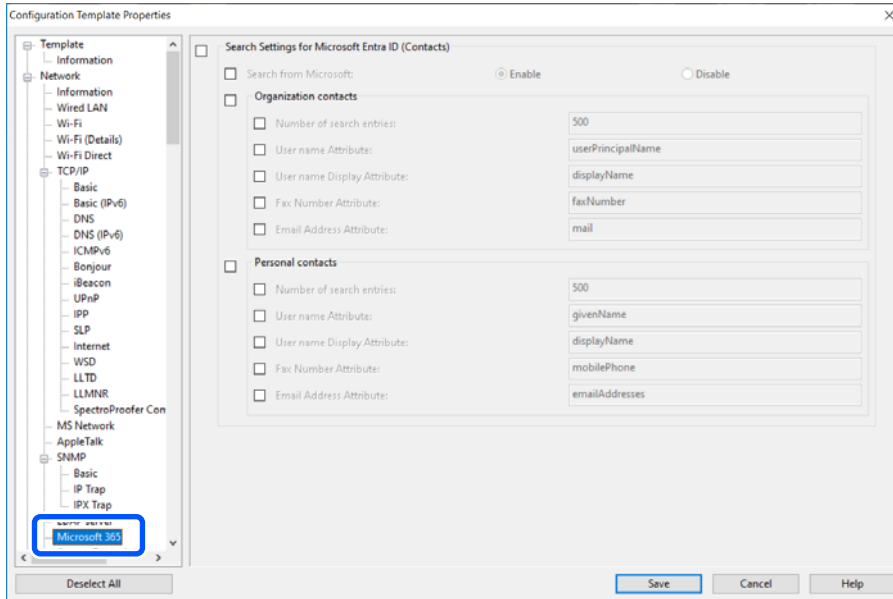 Configuration Template Properties
Template
Information
Network
Information
Wired LAN
Wi-Fi
Wi-Fi (Details)
Wi-Fi Direct
TCP/IP
Basic
Basic (IPv6)
DNS
DNS (IPv6)
ICMPv6
Bonjour
iBeacon
UPnP
IPP
SLP
Internet
WSD
LLTD
LLMNR
SpectroProofer Con
MS Network
AppleTalk
SNMP
Basic
IP Trap
IPX Trap
Microsoft 365
Search Settings for Microsoft Entra ID (Contacts)
Search from Microsoft: Enable Disable
Organization contacts
Number of search entries: 500
User name Attribute: userPrincipalName
User name Display Attribute: displayName
Fax Number Attribute: faxNumber
Email Address Attribute: mail
Personal contacts
Number of search entries: 500
User name Attribute: givenName
User name Display Attribute: displayName
Fax Number Attribute: mobilePhone
Email Address Attribute: emailAddresses
Deselect All Save Cancel Help